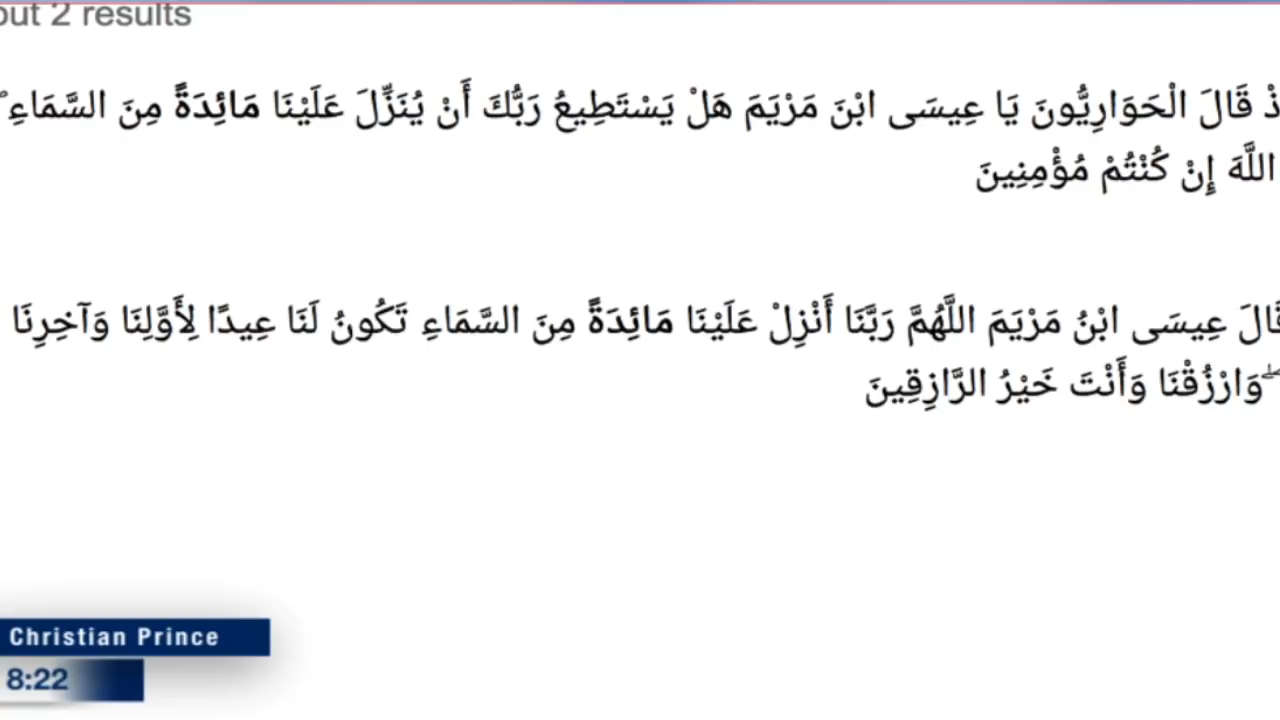 out 2 results
ذْ قَالَ الْحَوَارِيُّونَ يَا عِيسَى ابْنَ مَرْيَمَ هَلْ يَسْتَطِيعُ رَبُّكَ أَنْ يُنَزِّلَ عَلَيْنَا مَائِدَةً مِنَ السَّمَاءِ
اللَّهَ إِنْ كُنْتُمْ مُؤْمِنِينَ
قَالَ عِيسَى ابْنُ مَرْيَمَ اللَّهُمَّ رَبَّنَا أَنْزِلْ عَلَيْنَا مَائِدَةً مِنَ السَّمَاءِ تَكُونُ لَنَا عِيدًا لِأَوَّلِنَا وَآخِرِنَا
ۖ وَارْزُقْنَا وَأَنْتَ خَيْرُ الرَّازِقِينَ
Christian Prince
8:22